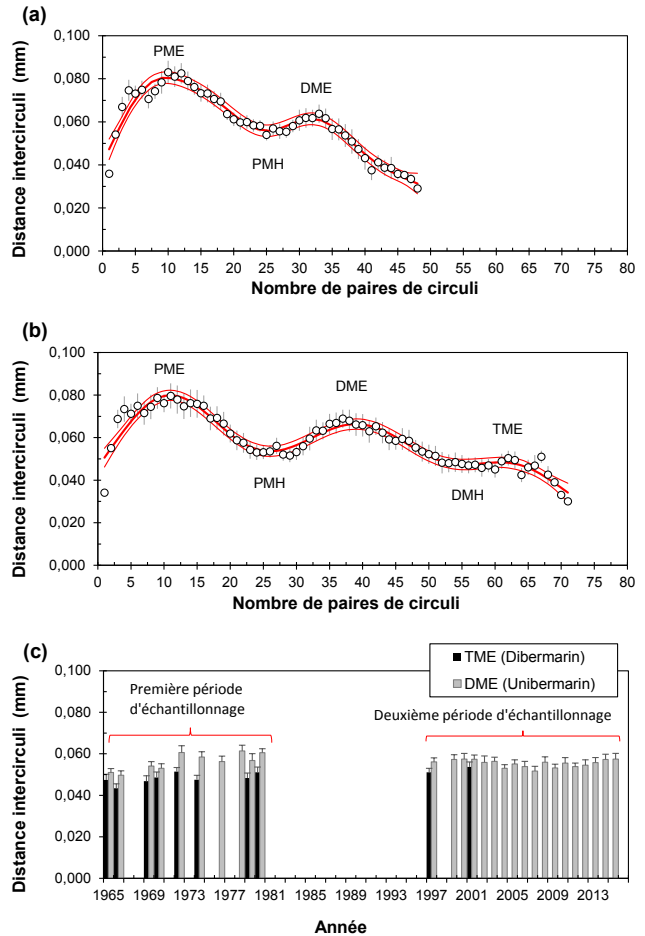 (a)
Distance intercirculi (mm)
0,100
0,080
0,060
0,040
0,020
0,000
PME
DME
PMH
0 5 10 15 20 25 30 35 40 45 50 55 60 65 70 75 80
Nombre de paires de circuli
(b)
Distance intercirculi (mm)
0,100
0,080
0,060
0,040
0,020
0,000
PME
DME
TME
PMH
DMH
0 5 10 15 20 25 30 35 40 45 50 55 60 65 70 75 80
Nombre de paires de circuli
(c)
Distance intercirculi (mm)
0,100
0,080
0,060
0,040
0,020
0,000
TME (Dibermarin)
DME (Unibermarin)
Première période
d'échantillonnage
Deuxième période d'échantillonnage
1965 1969 1973 1977 1981 1985 1989 1993 1997 2001 2005 2009 2013
Année